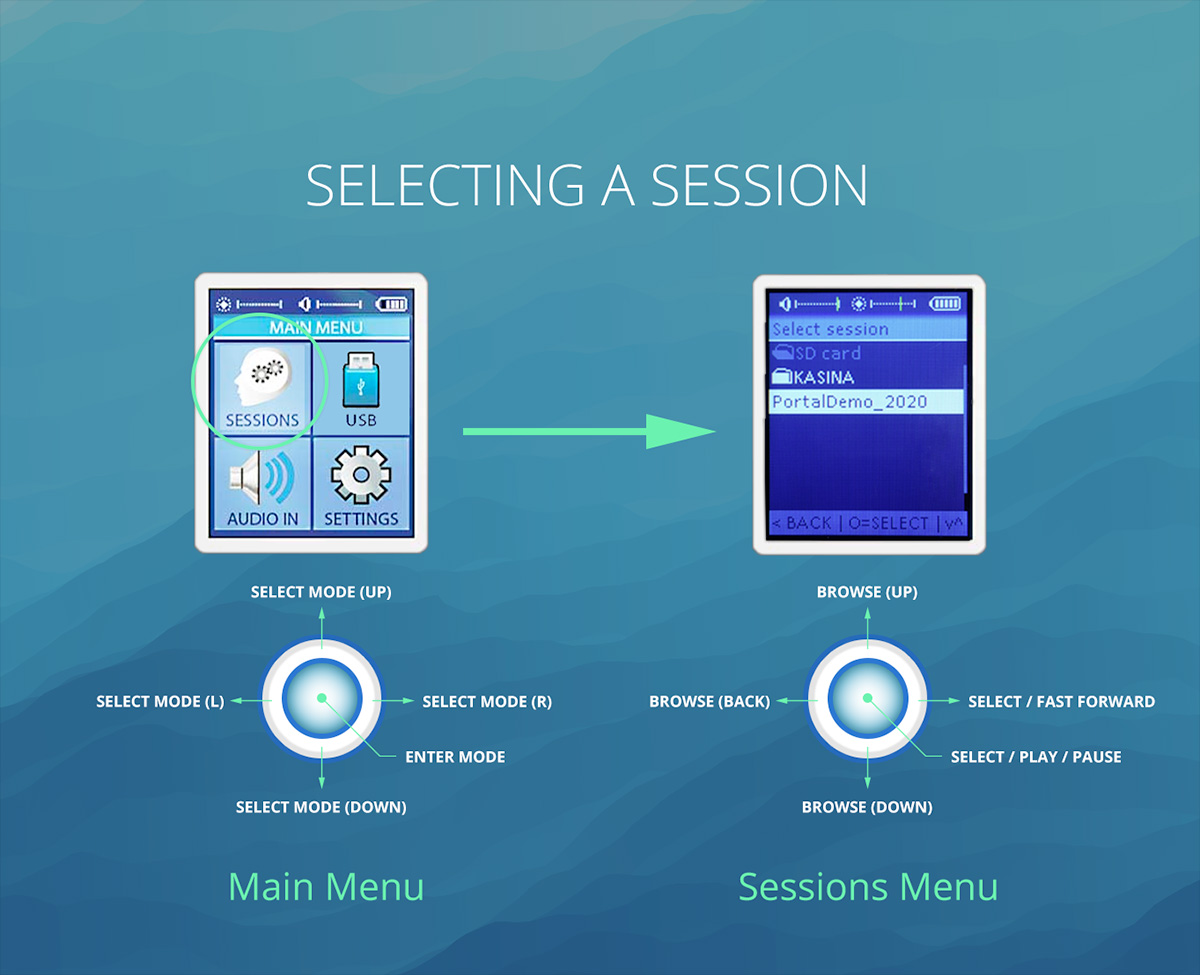 SELECTING A SESSION
MAIN MENU
SESSIONS
USB
AUDIO IN
SETTINGS
Select session
SD card
KASINA
PortalDemo_2020
< BACK | O=SELECT | v^
SELECT MODE (UP)
SELECT MODE (L)
SELECT MODE (R)
ENTER MODE
SELECT MODE (DOWN)
Main Menu
BROWSE (UP)
BROWSE (BACK)
SELECT / FAST FORWARD
SELECT / PLAY / PAUSE
BROWSE (DOWN)
Sessions Menu